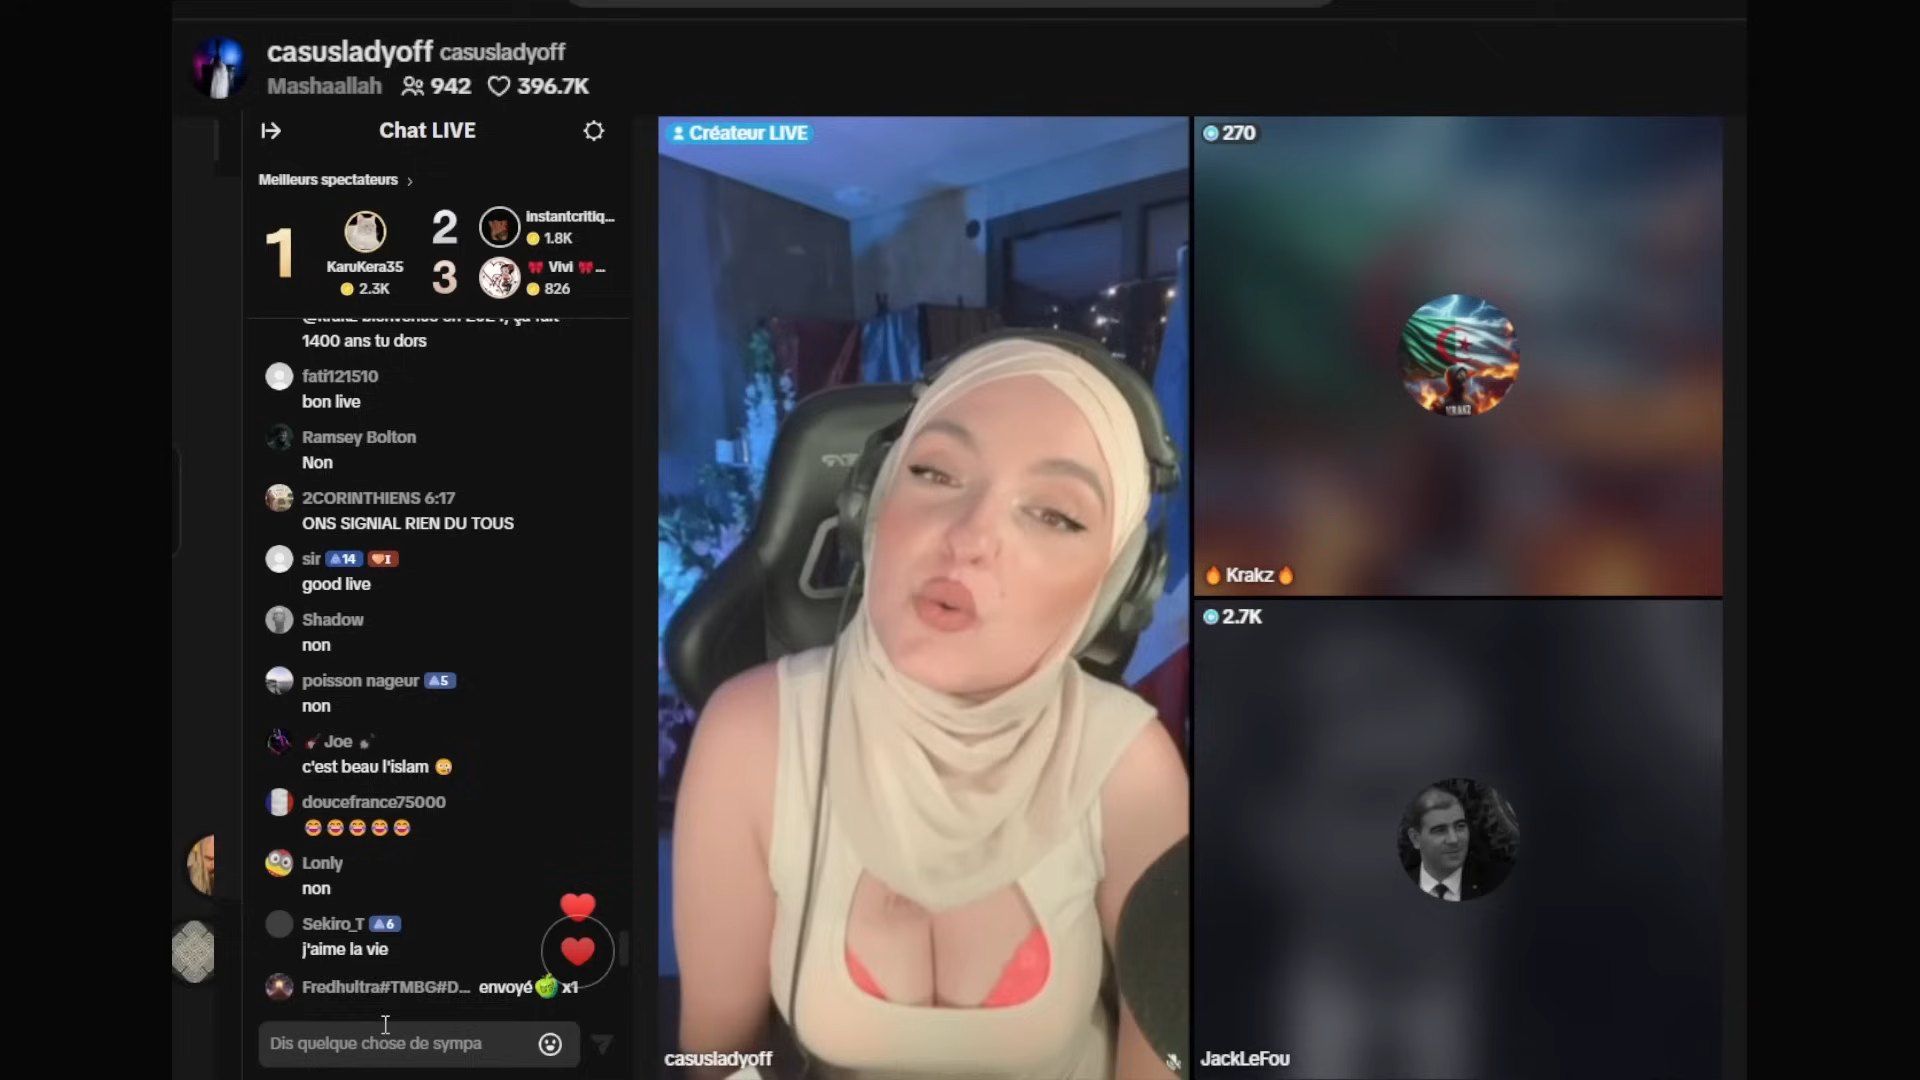 casusladyoff casusladyoff
Mashaallah 942 396.7K
Chat LIVE
Meilleurs spectateurs
1
KaruKera35
2.3K
2
instantcritiq...
1.8K
3
Vivi ...
826
1400 ans tu dors
fati121510
bon live
Ramsey Bolton
Non
2CORINTHIENS 6:17
ONS SIGNIAL RIEN DU TOUS
sir 14 I
good live
Shadow
non
poisson nageur 5
non
Joe
c'est beau l'islam 😳
doucefrance75000
😂😂😂😂😂
Lonly
non
Sekiro_T 6
j'aime la vie
Fredhultra#TMBG#D... envoyé x1
Dis quelque chose de sympa
Créateur LIVE
casusladyoff
270
🔥 Krakz 🔥
2.7K
JackLeFou